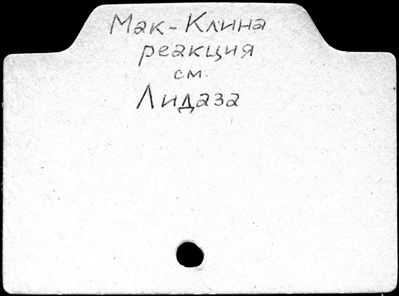 Мак-Клина
реакция
см.
Лидаза